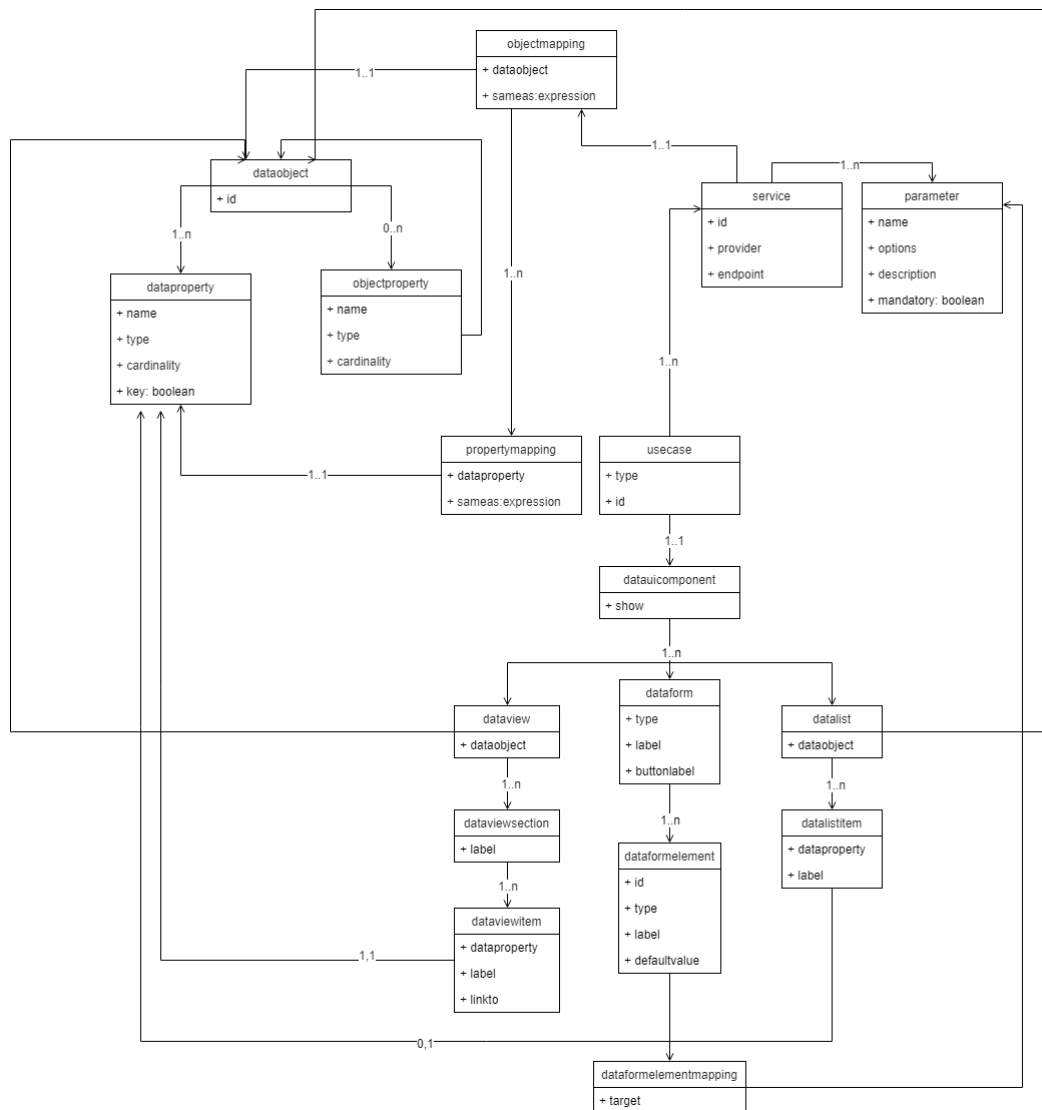 objectmapping
+ dataobject
+ sameas:expression
1..1
1..1
1..n
dataobject
+ id
service
+ id
+ provider
+ endpoint
parameter
+ name
+ options
+ description
+ mandatory: boolean
1..n
0..n
1..n
dataproperty
+ name
+ type
+ cardinality
+ key: boolean
objectproperty
+ name
+ type
+ cardinality
1..n
propertymapping
+ dataproperty
+ sameas:expression
1..1
usecase
+ type
+ id
1..1
datauicomponent
+ show
1..n
dataview
+ dataobject
dataform
+ type
+ label
+ buttonlabel
datalist
+ dataobject
1..n
1..n
1..n
dataviewsection
+ label
dataformelement
+ id
+ type
+ label
+ defaultvalue
datalistitem
+ dataproperty
+ label
1..n
dataviewitem
+ dataproperty
+ label
+ linkto
1,1
0,1
dataformelementmapping
+ target